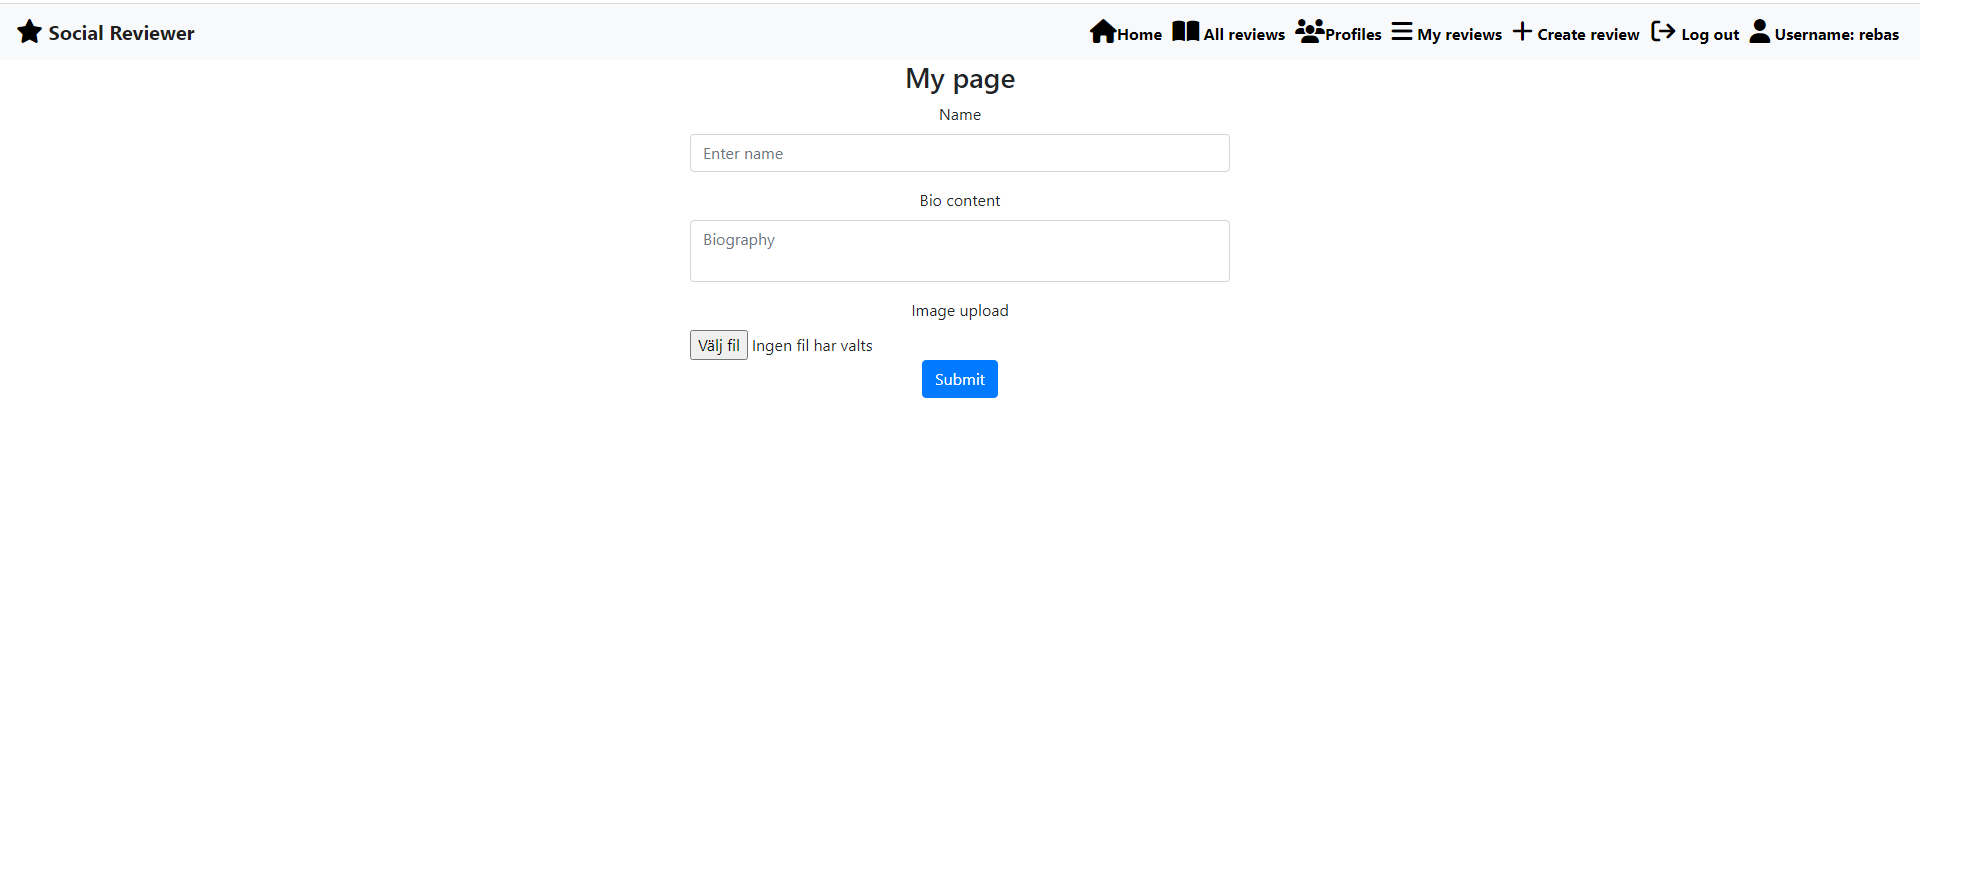 Social Reviewer Home All reviews Profiles My reviews Create review Log out Username: rebas
My page
Name
Enter name
Bio content
Biography
Image upload
Välj fil Ingen fil har valts
Submit